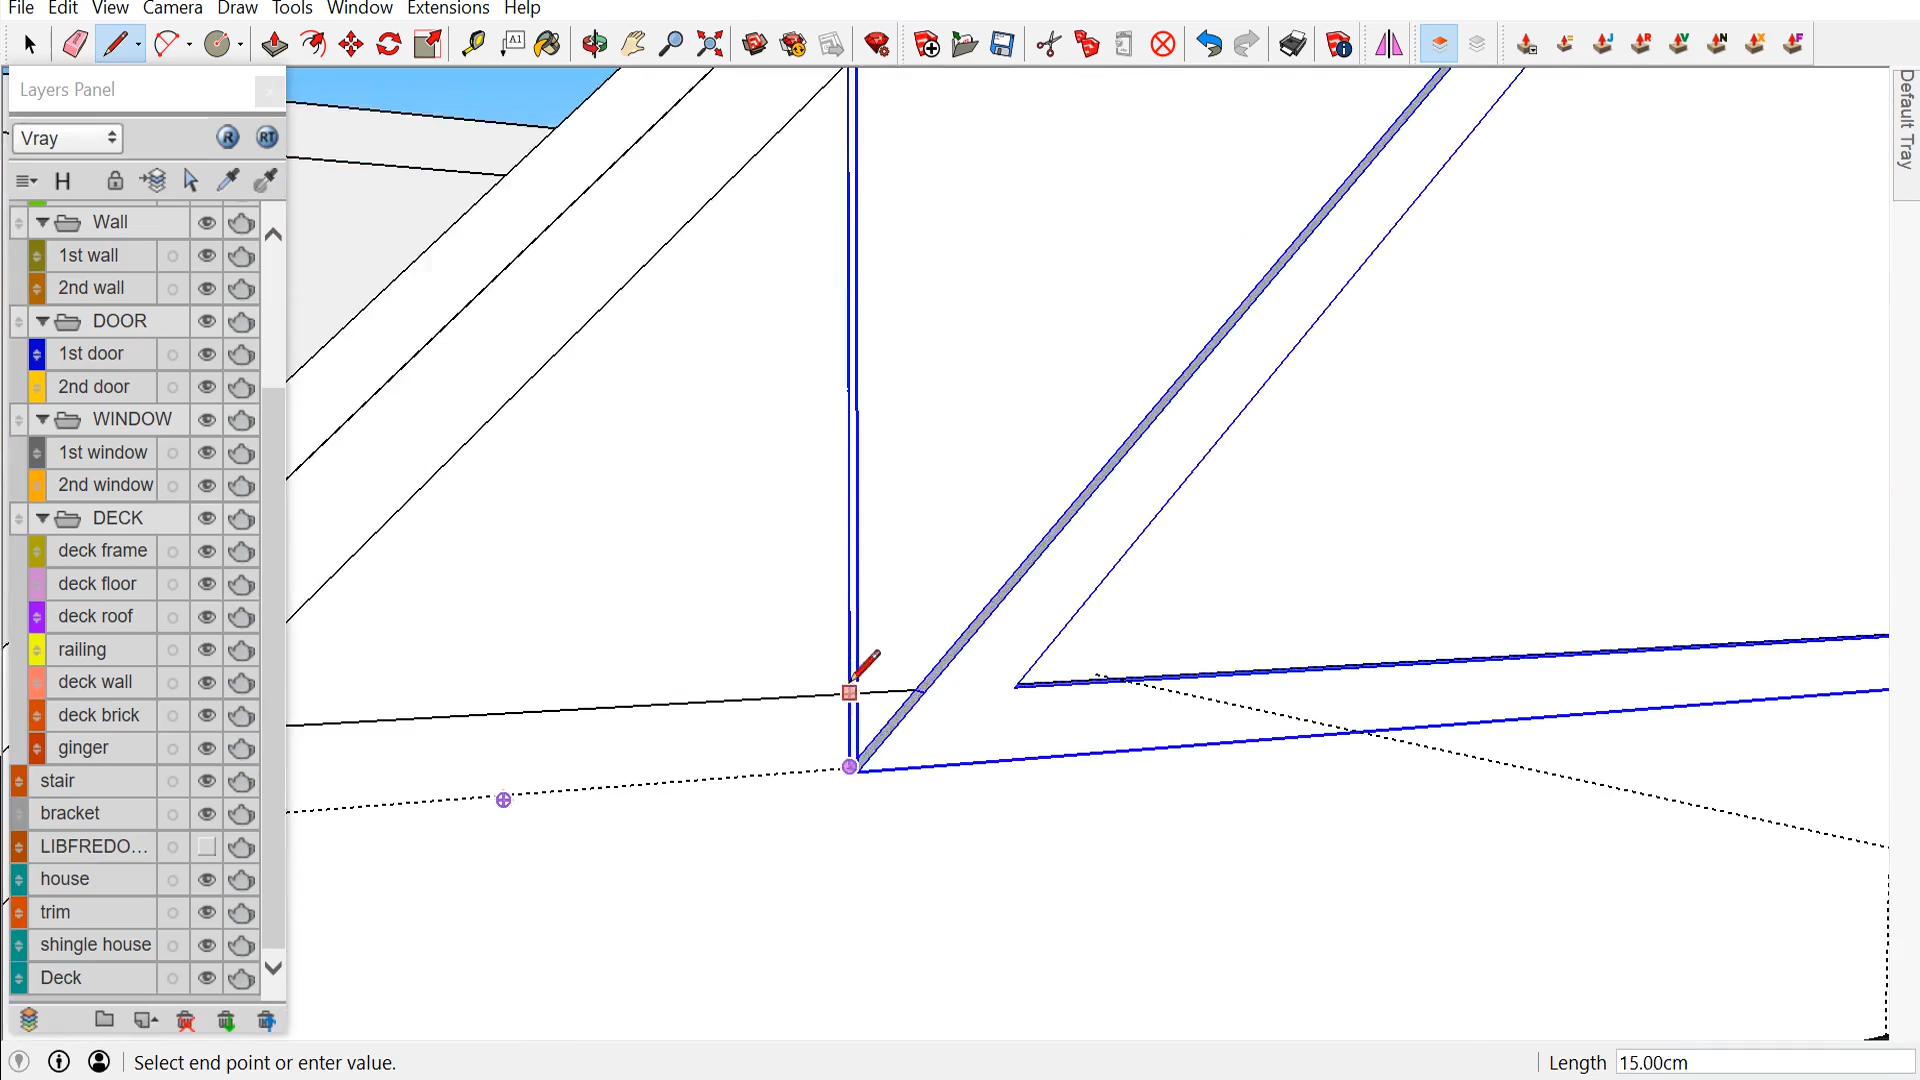 File Edit View Camera Draw Tools Window Extensions Help
A1
Layers Panel
Default Tray
Vray
R RT
H
Wall
1st wall
2nd wall
DOOR
1st door
2nd door
WINDOW
1st window
2nd window
DECK
deck frame
deck floor
deck roof
railing
deck wall
deck brick
ginger
stair
bracket
LIBFREDO...
house
trim
shingle house
Deck
Select end point or enter value.
Length 15.00cm